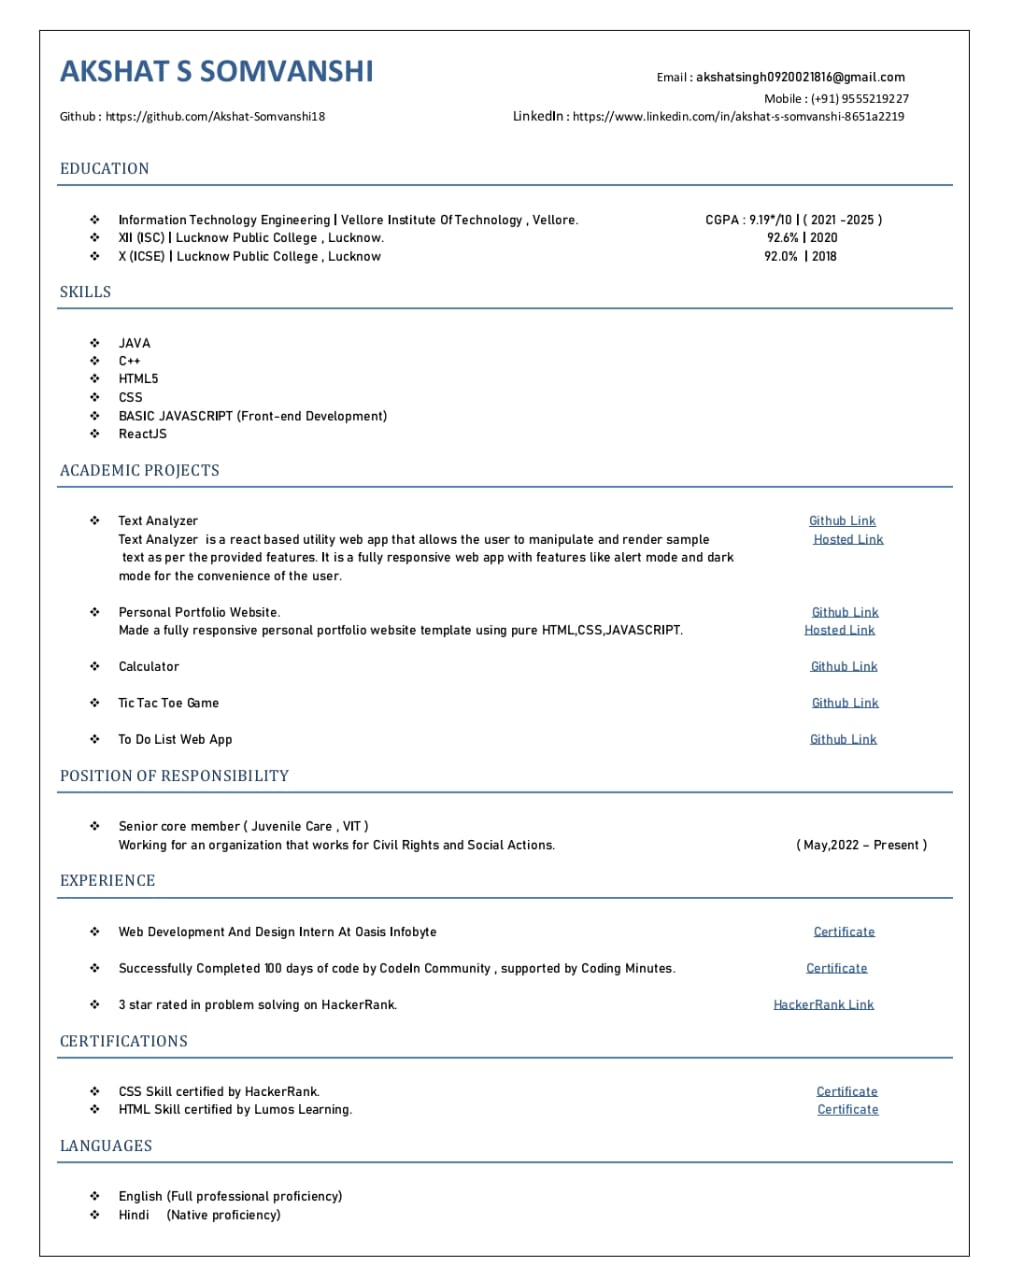 AKSHAT S SOMVANSHI
Email : akshatsingh0920021816@gmail.com
Mobile : (+91) 9555219227
Github : https://github.com/Akshat-Somvanshi18 LinkedIn : https://www.linkedin.com/in/akshat-s-somvanshi-8651a2219
EDUCATION
❖ Information Technology Engineering | Vellore Institute Of Technology , Vellore. CGPA : 9.19*/10 | ( 2021 -2025 )
❖ XII (ISC) | Lucknow Public College , Lucknow. 92.6% | 2020
❖ X (ICSE) | Lucknow Public College , Lucknow 92.0% | 2018
SKILLS
❖ JAVA
❖ C++
❖ HTML5
❖ CSS
❖ BASIC JAVASCRIPT (Front-end Development)
❖ ReactJS
ACADEMIC PROJECTS
❖ Text Analyzer Github Link
Text Analyzer is a react based utility web app that allows the user to manipulate and render sample Hosted Link
text as per the provided features. It is a fully responsive web app with features like alert mode and dark
mode for the convenience of the user.
❖ Personal Portfolio Website. Github Link
Made a fully responsive personal portfolio website template using pure HTML,CSS,JAVASCRIPT. Hosted Link
❖ Calculator Github Link
❖ Tic Tac Toe Game Github Link
❖ To Do List Web App Github Link
POSITION OF RESPONSIBILITY
❖ Senior core member ( Juvenile Care , VIT )
Working for an organization that works for Civil Rights and Social Actions. ( May,2022 – Present )
EXPERIENCE
❖ Web Development And Design Intern At Oasis Infobyte Certificate
❖ Successfully Completed 100 days of code by CodeIn Community , supported by Coding Minutes. Certificate
❖ 3 star rated in problem solving on HackerRank. HackerRank Link
CERTIFICATIONS
❖ CSS Skill certified by HackerRank. Certificate
❖ HTML Skill certified by Lumos Learning. Certificate
LANGUAGES
❖ English (Full professional proficiency)
❖ Hindi (Native proficiency)